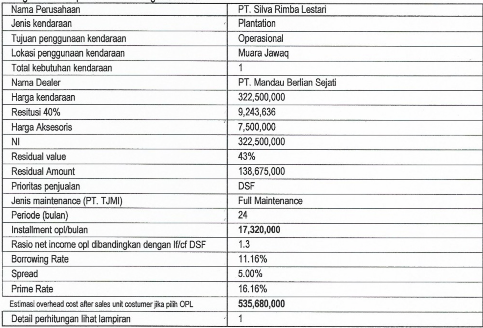 Nama Perusahaan PT. Silva Rimba Lestari
Jenis kendaraan Plantation
Tujuan penggunaan kendaraan Operasional
Lokasi penggunaan kendaraan Muara Jawaq
Total kebutuhan kendaraan 1
Nama Dealer PT. Mandau Berlian Sejati
Harga kendaraan 322,500,000
Resitusi 40% 9,243,636
Harga Aksesoris 7,500,000
NI 322,500,000
Residual value 43%
Residual Amount 138,675,000
Prioritas penjualan DSF
Jenis maintenance (PT. TJMI) Full Maintenance
Periode (bulan) 24
Installment opl/bulan 17,320,000
Rasio net income opl dibandingkan dengan lf/cf DSF 1.3
Borrowing Rate 11.16%
Spread 5.00%
Prime Rate 16.16%
Estimasi overhead cost after sales unit costumer jika pilih OPL 535,680,000
Detail perhitungan lihat lampiran 1